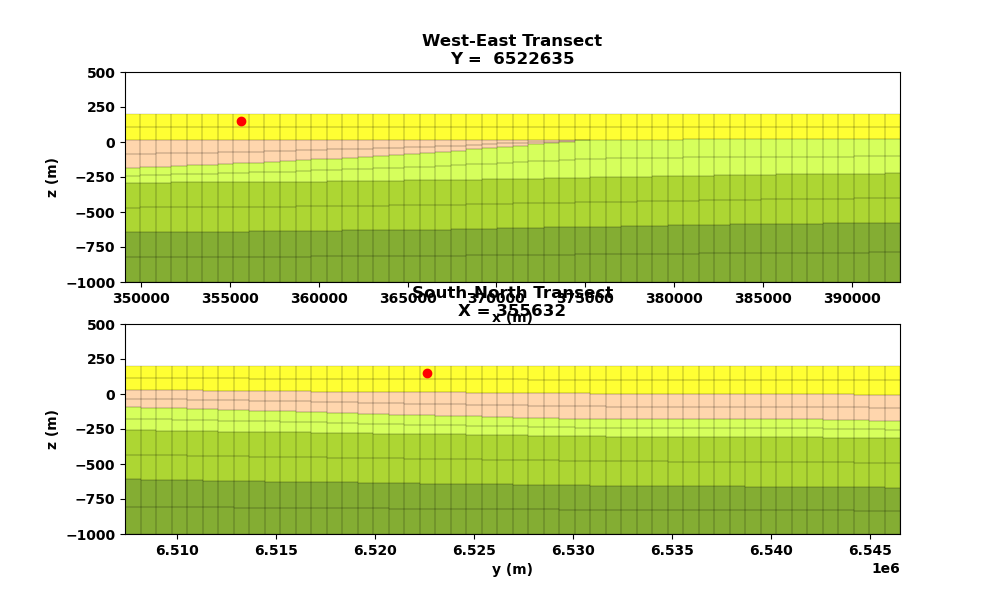 West-East Transect
Y =  6522635
500
250
0
−250
−500
−750
−1000
z (m)
350000 355000 360000 365000 370000 375000 380000 385000 390000
x (m)
South-North Transect
X = 355632
500
250
0
−250
−500
−750
−1000
z (m)
6.510 6.515 6.520 6.525 6.530 6.535 6.540 6.545
1e6
y (m)